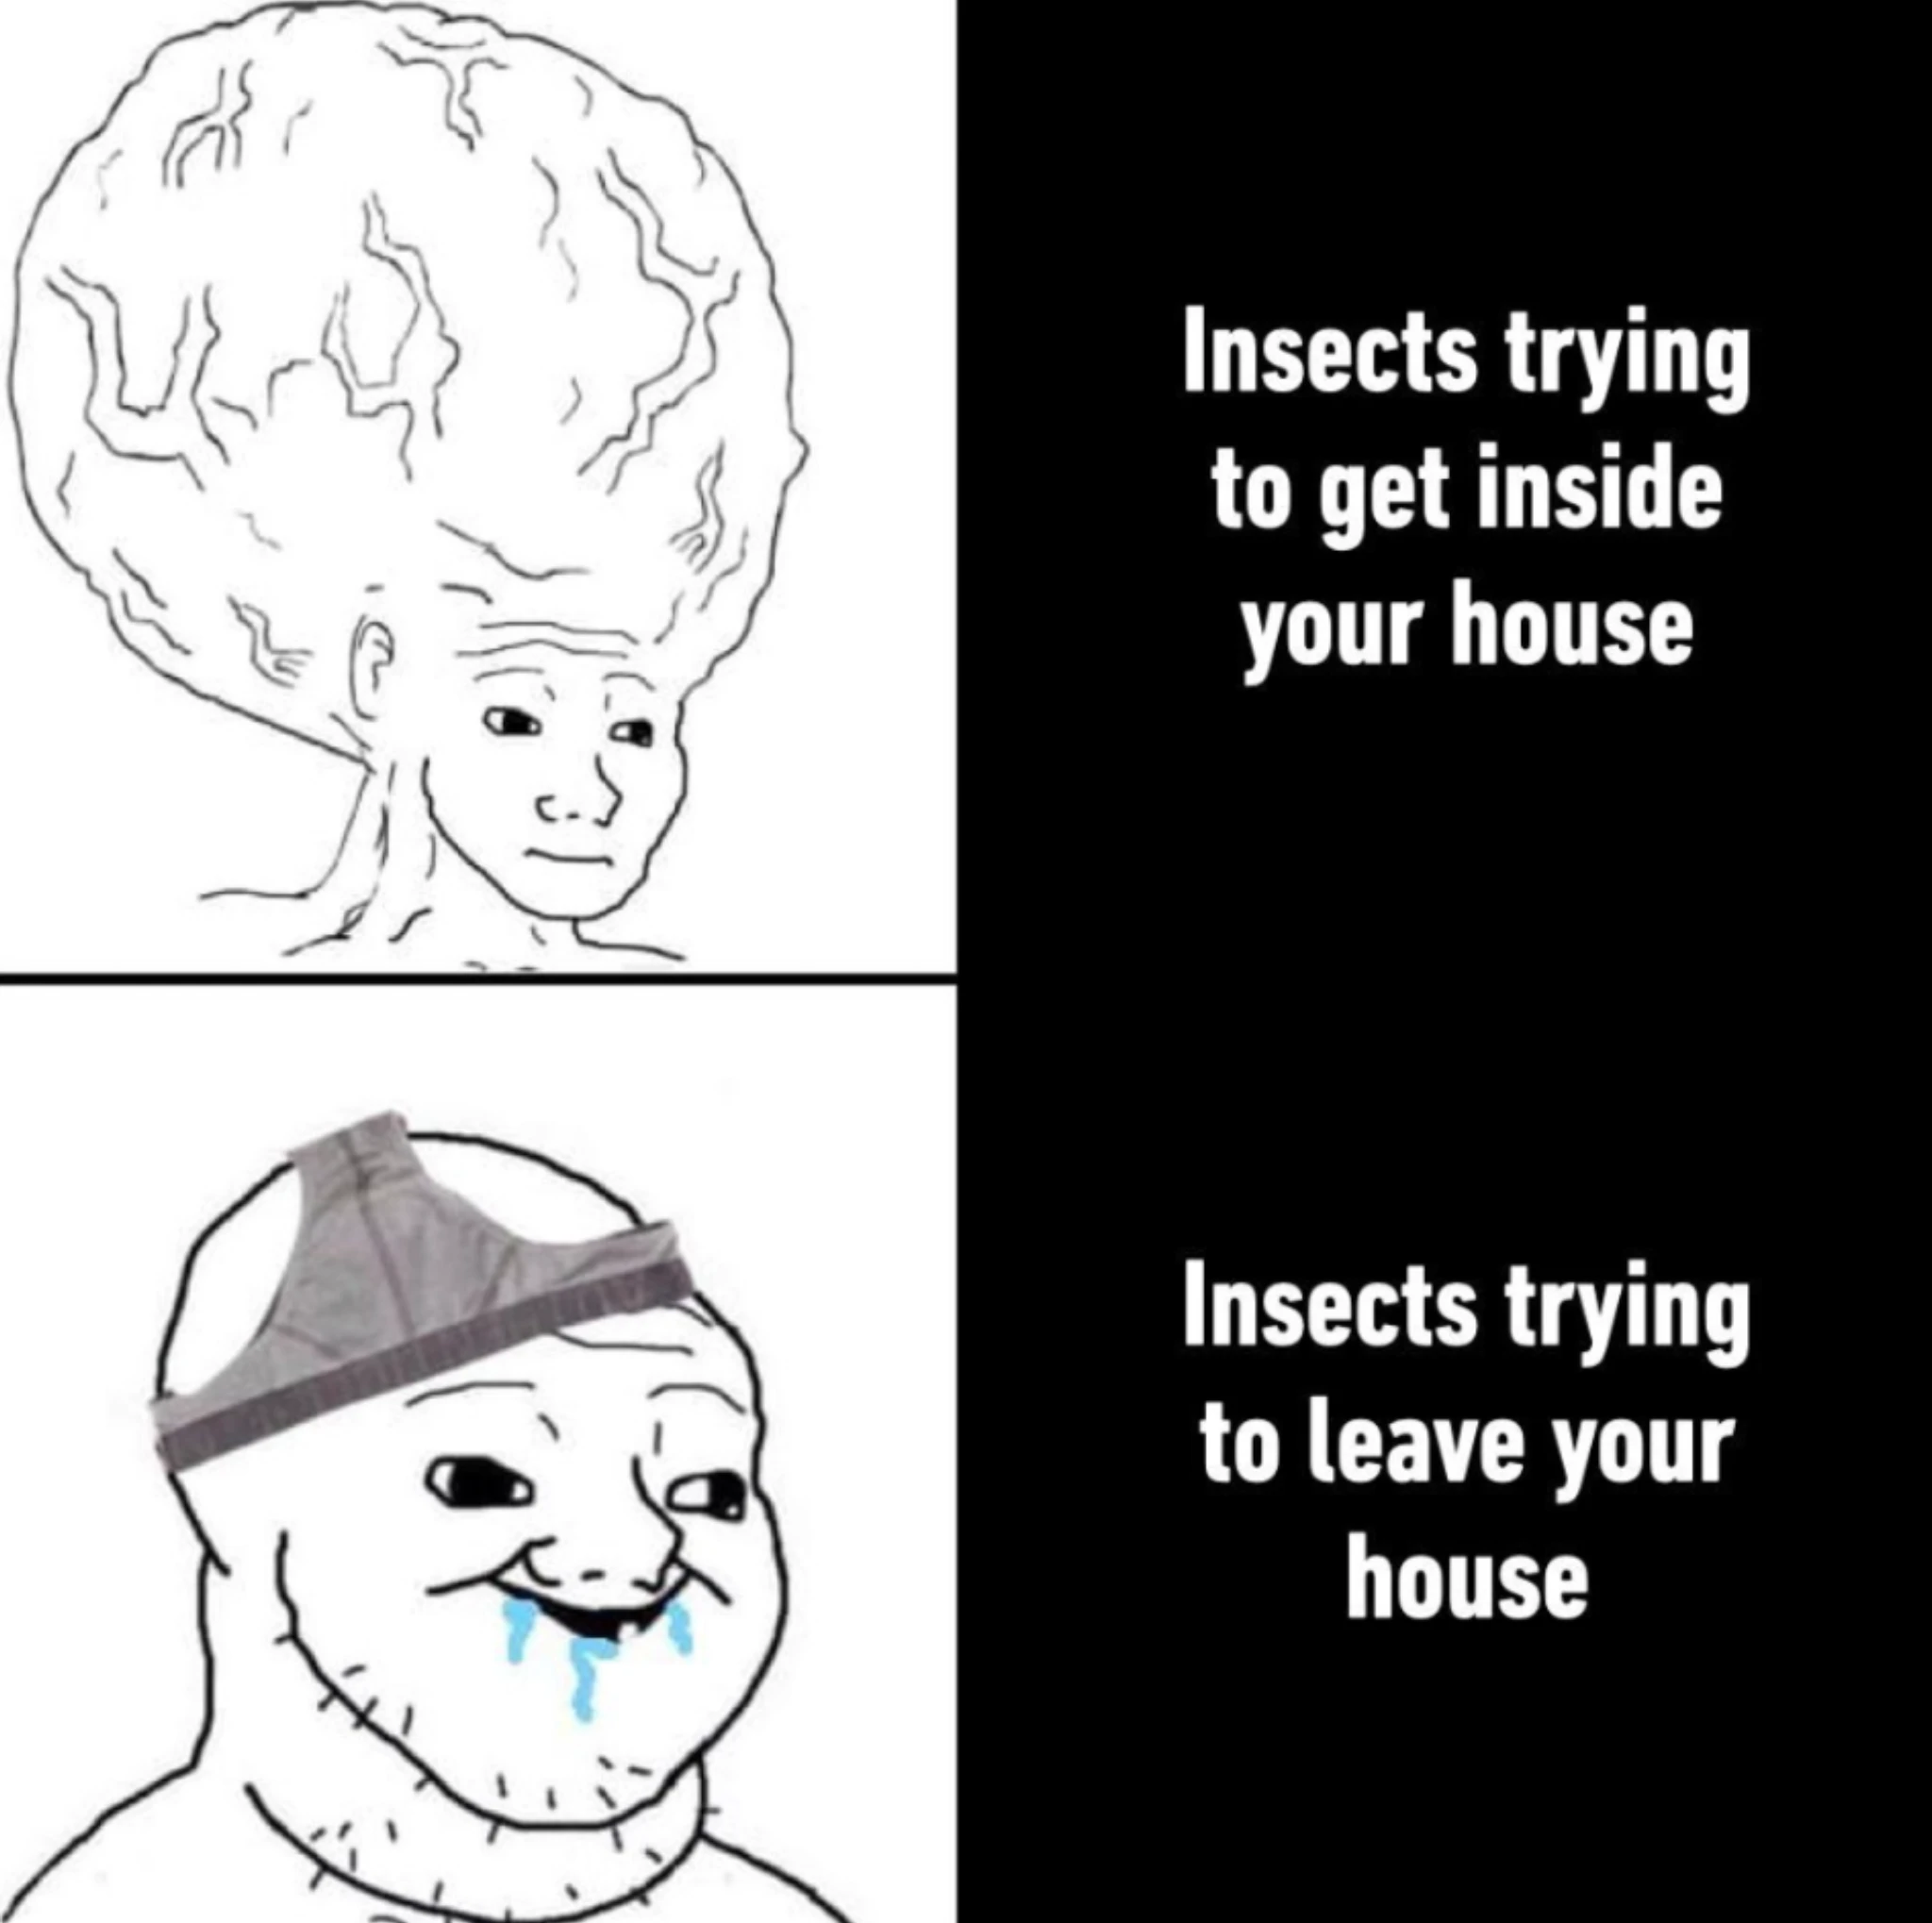 Insects trying
to get inside
your house
Insects trying
to leave your
house